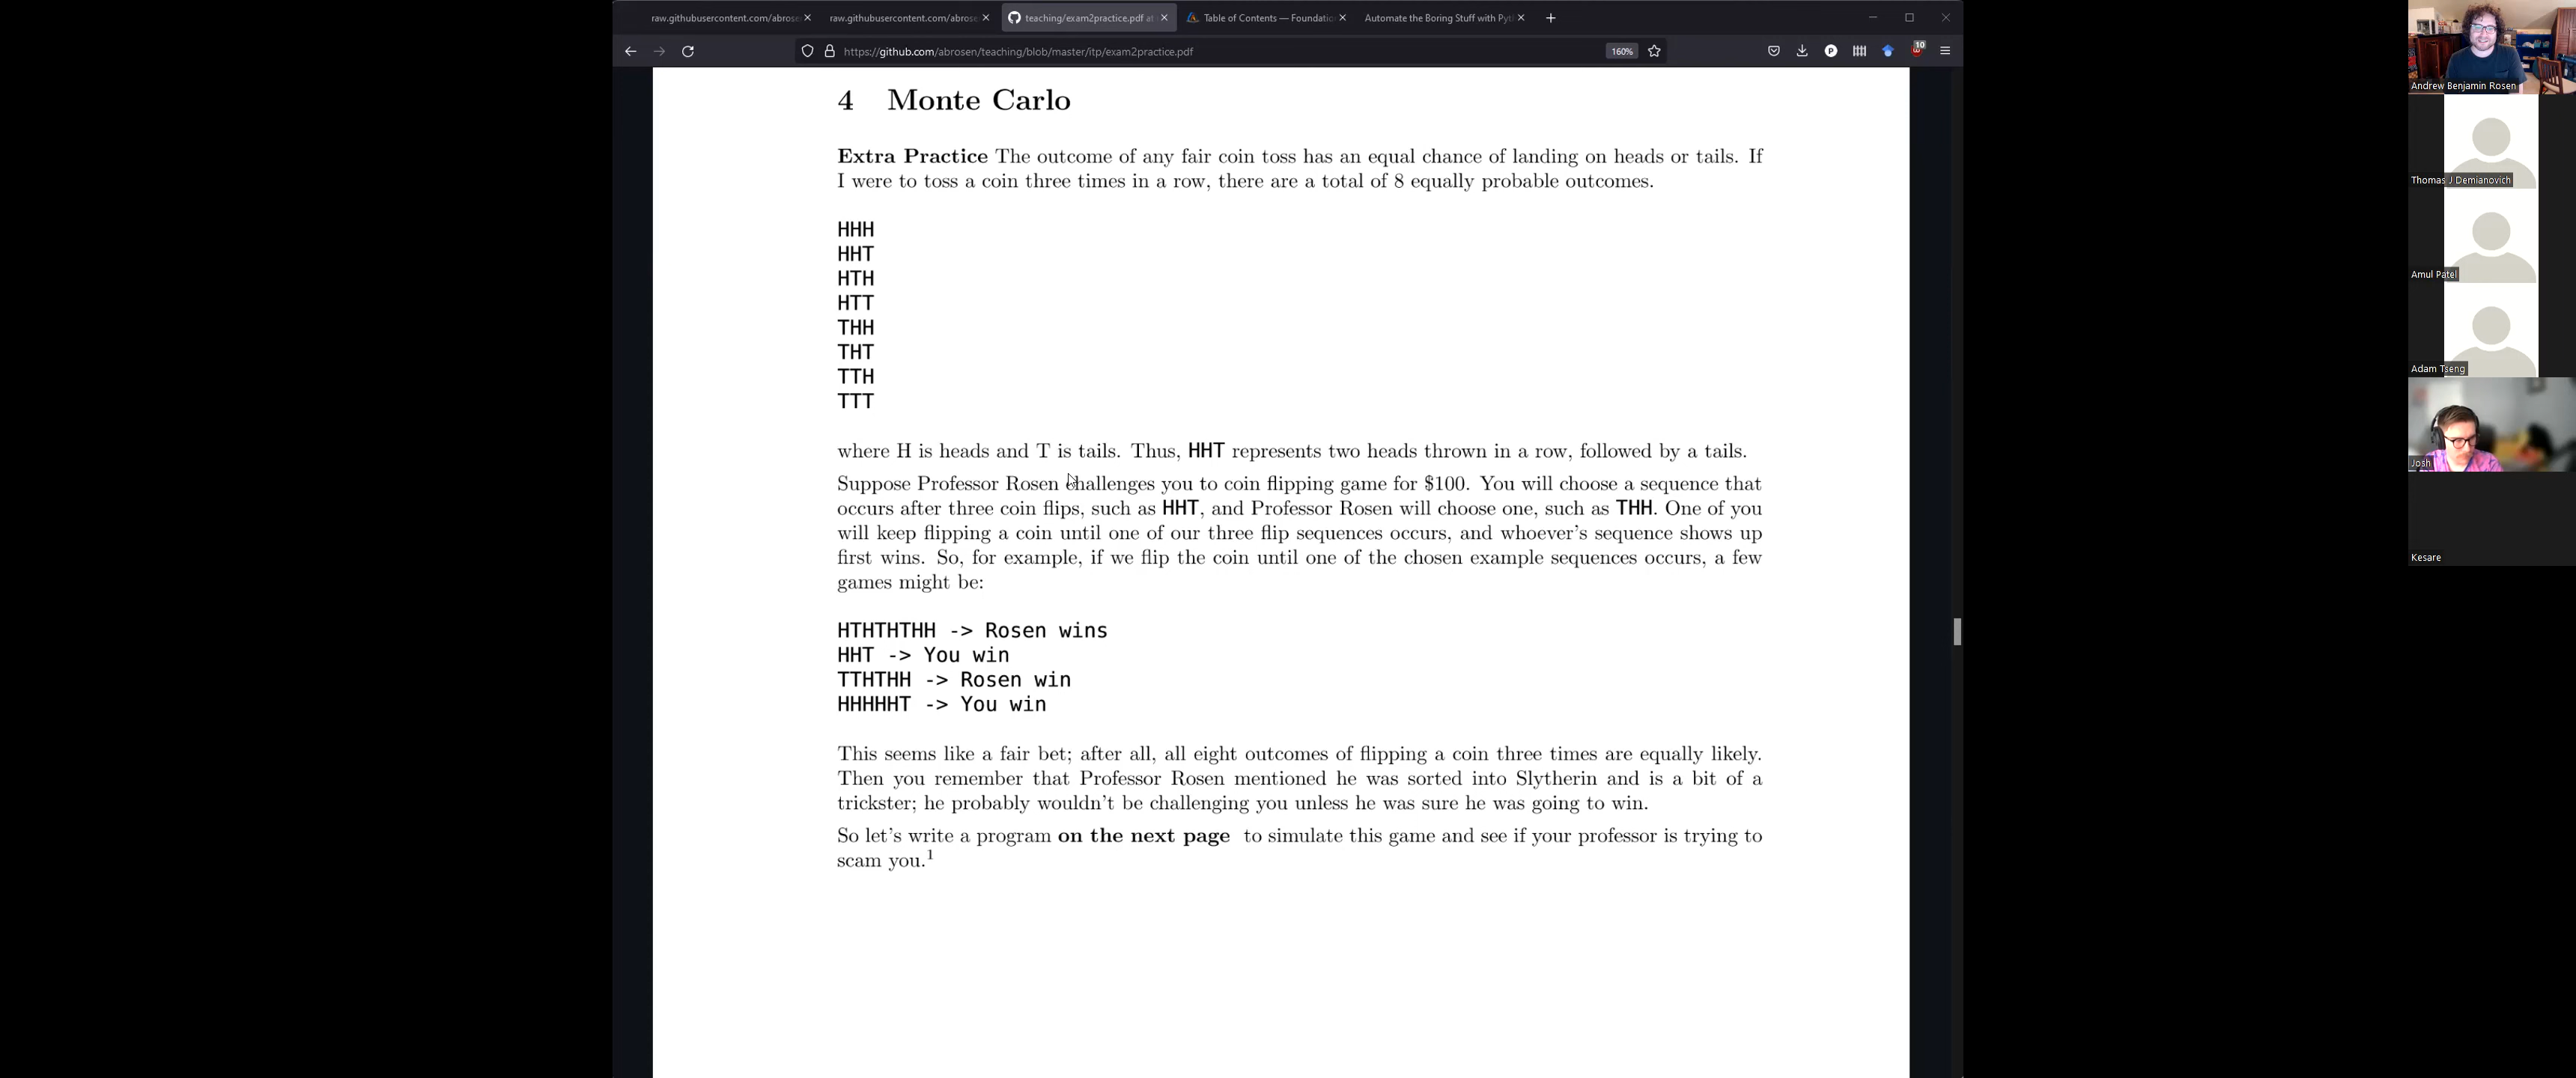 raw.githubusercontent.com/abrose
raw.githubusercontent.com/abrose
teaching/exam2practice.pdf at
Table of Contents — Foundatio
Automate the Boring Stuff with Pyt
https://github.com/abrosen/teaching/blob/master/itp/exam2practice.pdf
160%
10
4 Monte Carlo
Extra Practice The outcome of any fair coin toss has an equal chance of landing on heads or tails. If
I were to toss a coin three times in a row, there are a total of 8 equally probable outcomes.
HHH
HHT
HTH
HTT
THH
THT
TTH
TTT
where H is heads and T is tails. Thus, HHT represents two heads thrown in a row, followed by a tails.
Suppose Professor Rosen challenges you to coin flipping game for $100. You will choose a sequence that
occurs after three coin flips, such as HHT, and Professor Rosen will choose one, such as THH. One of you
will keep flipping a coin until one of our three flip sequences occurs, and whoever's sequence shows up
first wins. So, for example, if we flip the coin until one of the chosen example sequences occurs, a few
games might be:
HTHTHTHH -> Rosen wins
HHT -> You win
TTHTHH -> Rosen win
HHHHHT -> You win
This seems like a fair bet; after all, all eight outcomes of flipping a coin three times are equally likely.
Then you remember that Professor Rosen mentioned he was sorted into Slytherin and is a bit of a
trickster; he probably wouldn't be challenging you unless he was sure he was going to win.
So let's write a program on the next page to simulate this game and see if your professor is trying to
scam you.1
Andrew Benjamin Rosen
Thomas J Demianovich
Amul Patel
Adam Tseng
Josh
Kesare